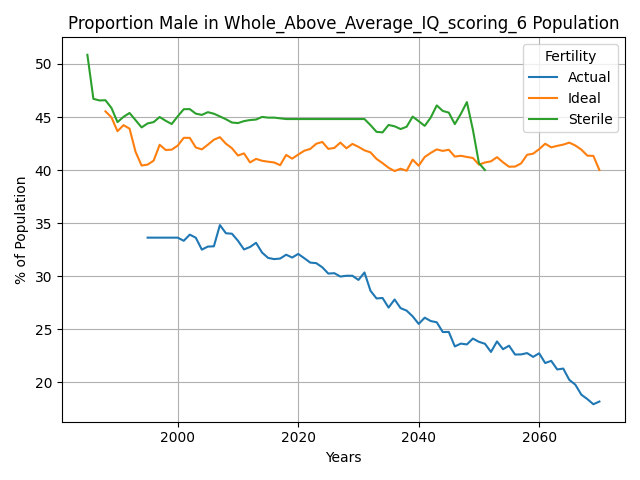 Proportion Male in Whole_Above_Average_IQ_scoring_6 Population
Fertility
Actual
Ideal
Sterile
% of Population
50
45
40
35
30
25
20
2000 2020 2040 2060
Years